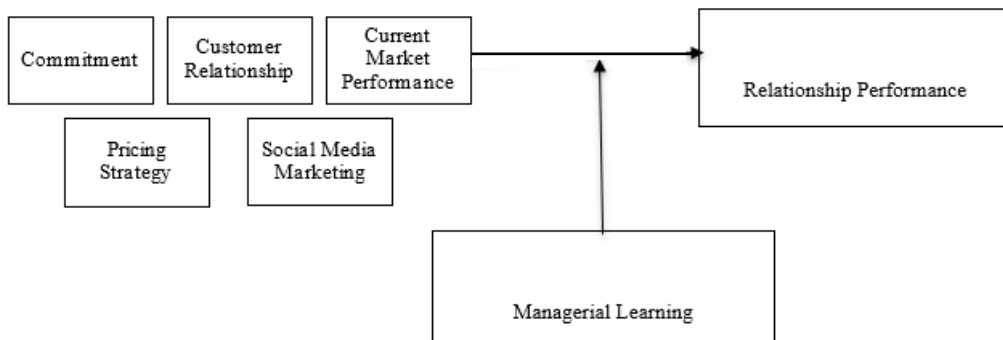 Commitment
Customer
Relationship
Current
Market
Performance
Relationship Performance
Pricing
Strategy
Social Media
Marketing
Managerial Learning